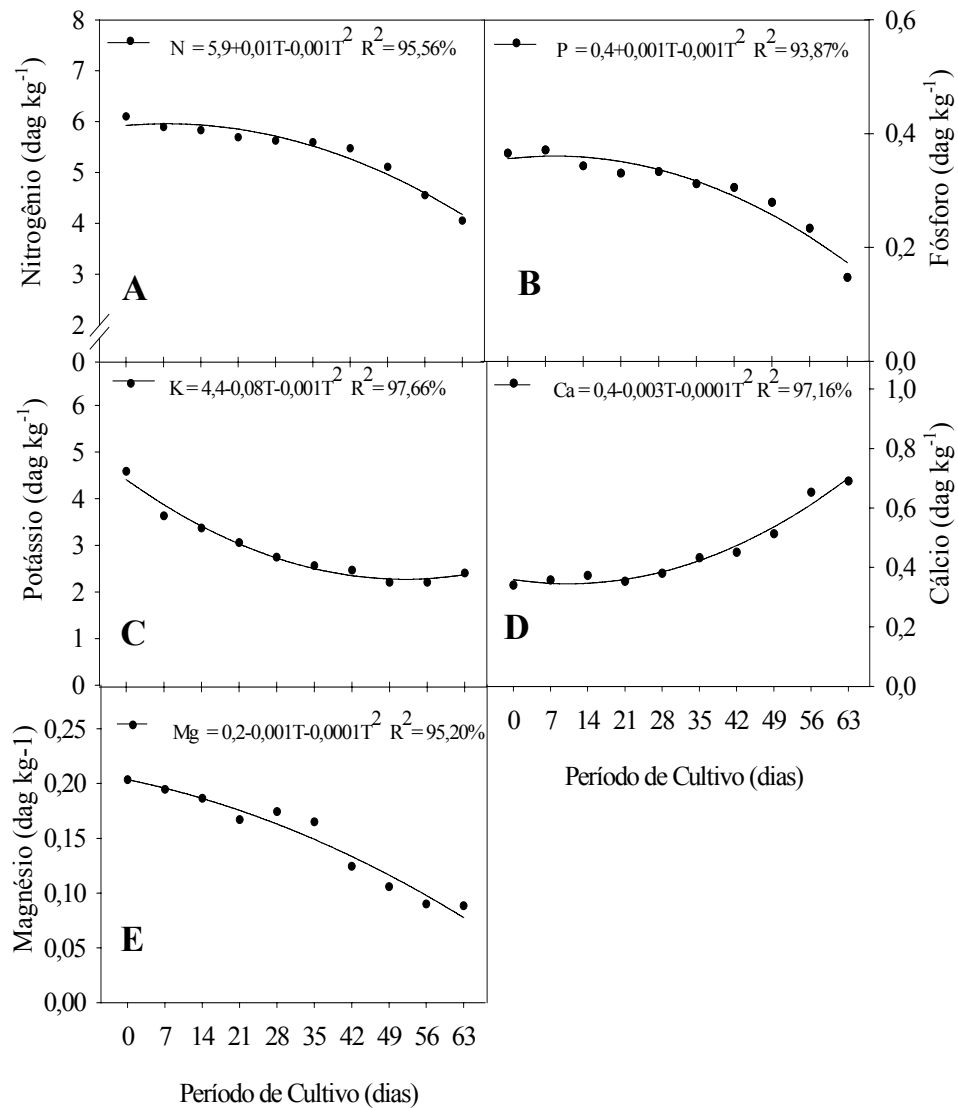 N = 5,9+0,01T-0,001T² R²= 95,56%
8
7
6
5
4
3
2
0
Nitrogênio (dag kg⁻¹)
A
P = 0,4+0,001T-0,001T² R²= 93,87%
0,6
0,4
0,2
0,0
Fósforo (dag kg⁻¹)
B
K = 4,4-0,08T-0,001T² R²= 97,66%
6
5
4
3
2
1
0
Potássio (dag kg⁻¹)
C
Ca = 0,4-0,003T-0,0001T² R²= 97,16%
1,0
0,8
0,6
0,4
0,2
0,0
Cálcio (dag kg⁻¹)
D
0 7 14 21 28 35 42 49 56 63
Período de Cultivo (dias)
Mg = 0,2-0,001T-0,0001T² R²= 95,20%
0,25
0,20
0,15
0,10
0,05
0,00
Magnésio (dag kg-1)
E
0 7 14 21 28 35 42 49 56 63
Período de Cultivo (dias)